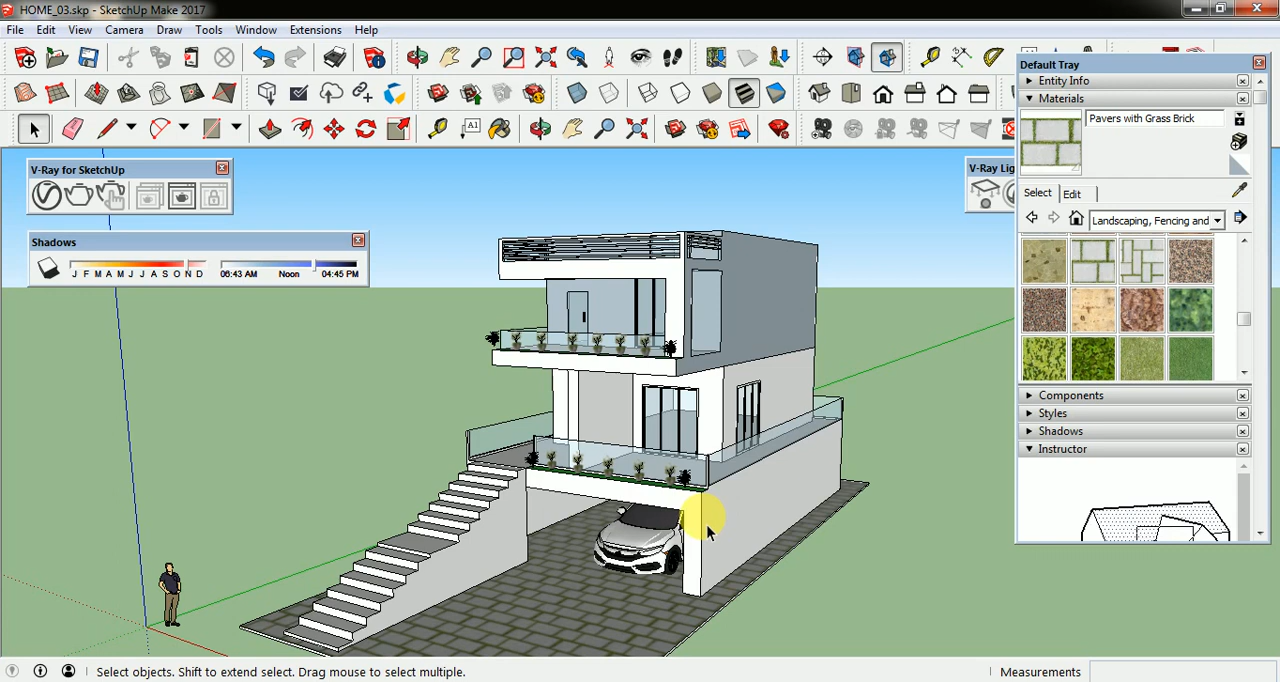 HOME_03.skp - SketchUp Make 2017
File Edit View Camera Draw Tools Window Extensions Help
Default Tray
Entity Info
Materials
A1
Pavers with Grass Brick
V-Ray for SketchUp
V-Ray Lig
Select Edit
Landscaping, Fencing and
Shadows
J F M A M J J A S O N D 06:43 AM Noon 04:45 PM
Components
Styles
Shadows
Instructor
Select objects. Shift to extend select. Drag mouse to select multiple.
Measurements